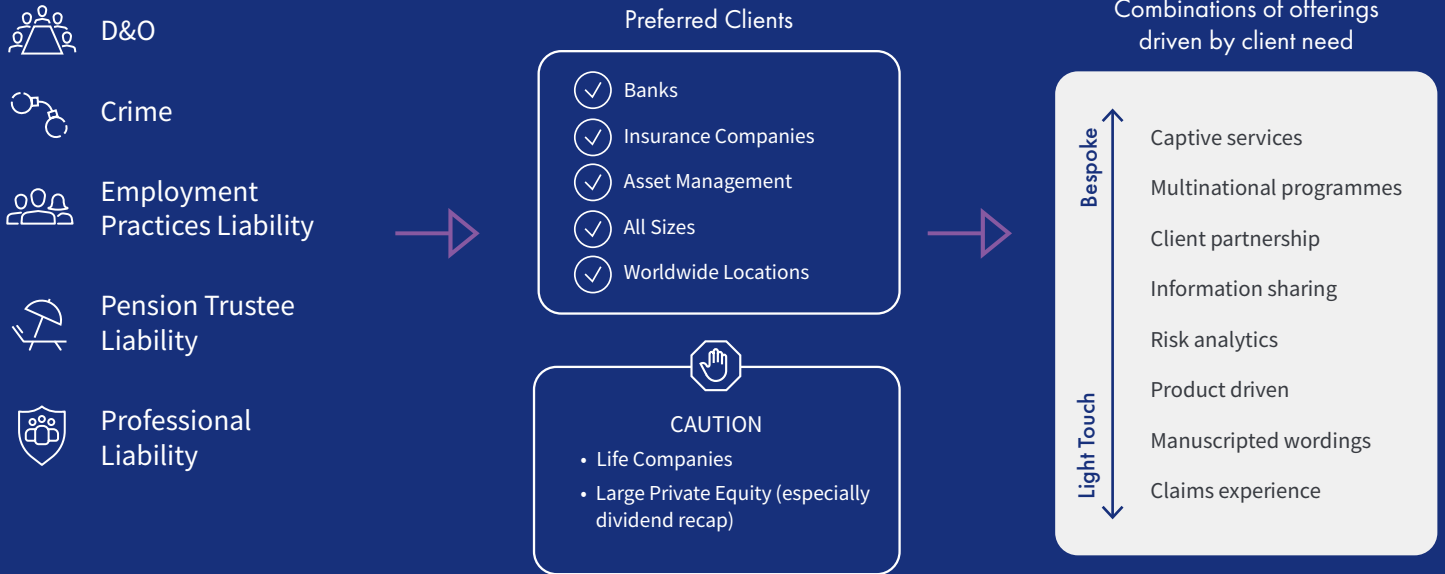 D&O
Crime
Employment
Practices Liability
Pension Trustee
Liability
Professional
Liability
Preferred Clients
Banks
Insurance Companies
Asset Management
All Sizes
Worldwide Locations
CAUTION
• Life Companies
• Large Private Equity (especially
dividend recap)
Combinations of offerings
driven by client need
Bespoke
Light Touch
Captive services
Multinational programmes
Client partnership
Information sharing
Risk analytics
Product driven
Manuscripted wordings
Claims experience